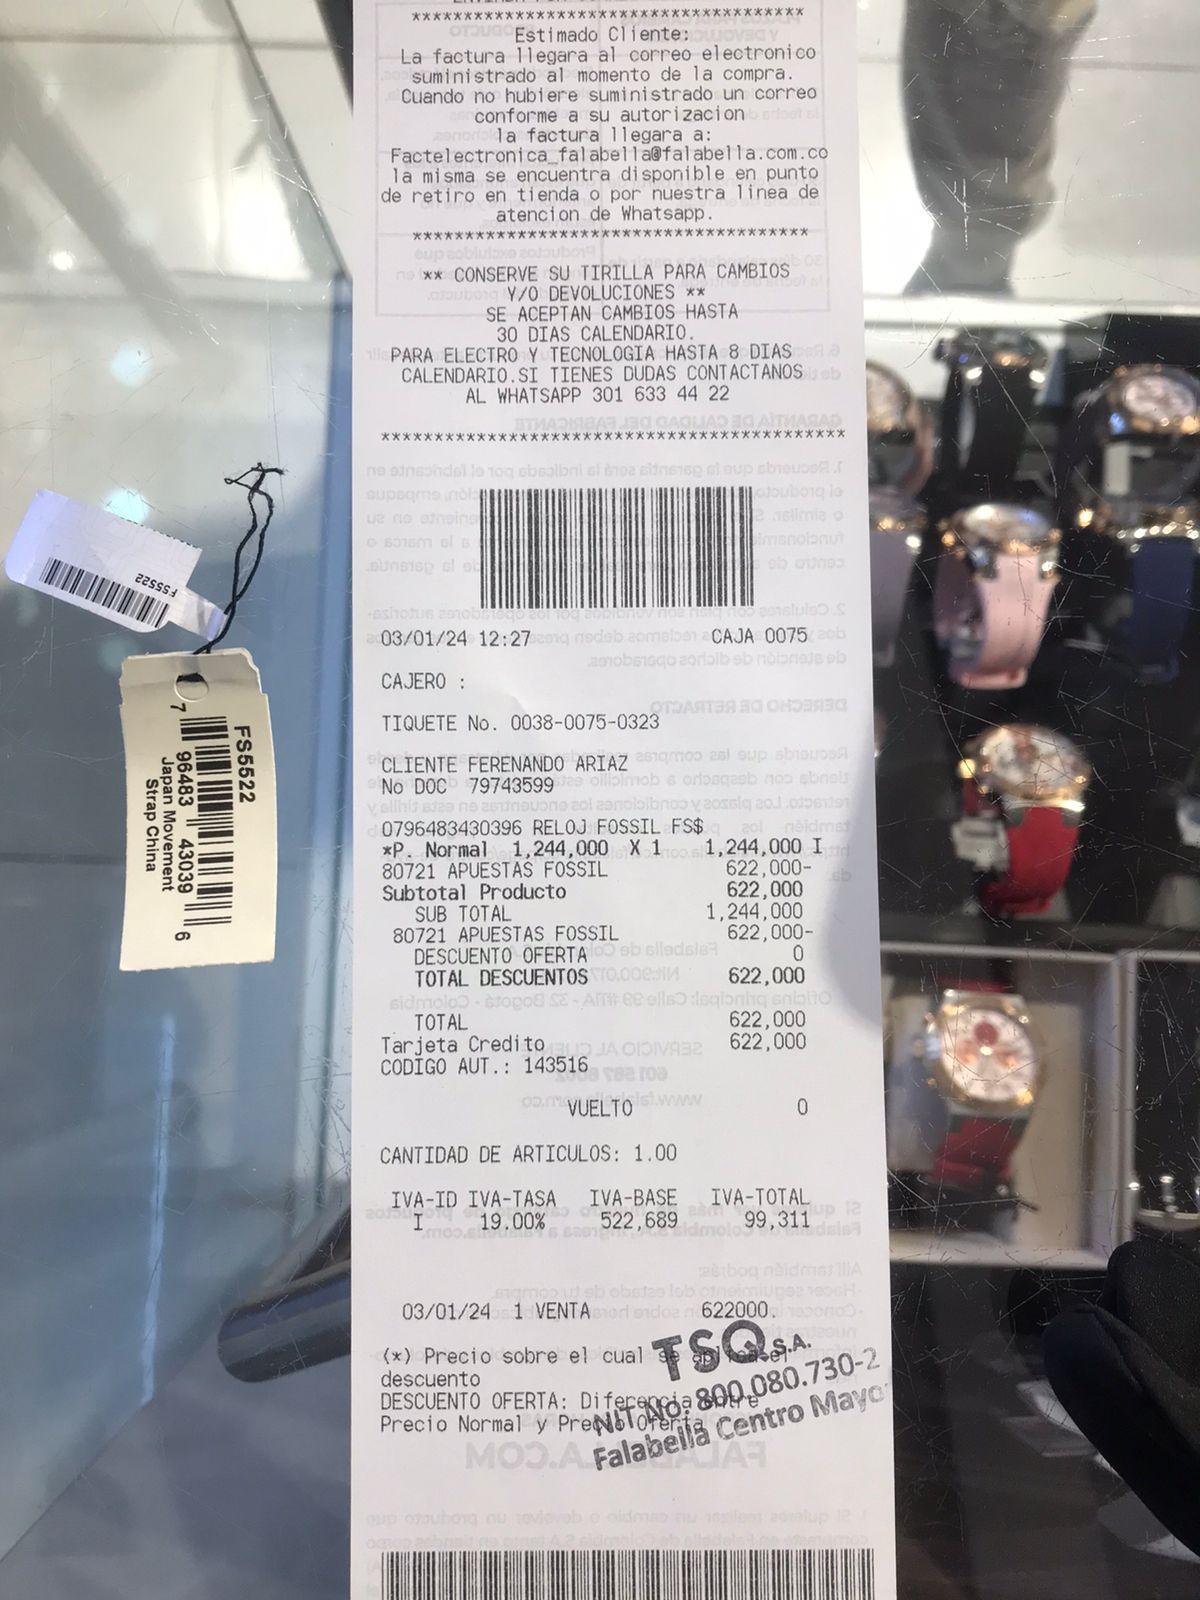 *************************************
Estimado Cliente:
La factura llegara al correo electronico
suministrado al momento de la compra.
Cuando no hubiere suministrado un correo
conforme a su autorizacion
la factura llegara a:
Factelectronica_falabella@falabella.com.co
la misma se encuentra disponible en punto
de retiro en tienda o por nuestra linea de
atencion de Whatsapp.
*************************************
** CONSERVE SU TIRILLA PARA CAMBIOS
Y/O DEVOLUCIONES **
SE ACEPTAN CAMBIOS HASTA
30 DIAS CALENDARIO.
PARA ELECTRO Y TECNOLOGIA HASTA 8 DIAS
CALENDARIO.SI TIENES DUDAS CONTACTANOS
AL WHATSAPP 301 633 44 22
********************************************
03/01/24 12:27 CAJA 0075
CAJERO :
TIQUETE No. 0038-0075-0323
CLIENTE FERENANDO ARIAZ
No DOC 79743599
0796483430396 RELOJ FOSSIL FS$
*P. Normal 1,244,000 X 1 1,244,000 I
80721 APUESTAS FOSSIL 622,000-
Subtotal Producto 622,000
SUB TOTAL 1,244,000
80721 APUESTAS FOSSIL 622,000-
DESCUENTO OFERTA 0
TOTAL DESCUENTOS 622,000
TOTAL 622,000
Tarjeta Credito 622,000
CODIGO AUT.: 143516
VUELTO 0
CANTIDAD DE ARTICULOS: 1.00
IVA-ID IVA-TASA IVA-BASE IVA-TOTAL
I 19.00% 522,689 99,311
03/01/24 1 VENTA 622000.
(*) Precio sobre el cual se aplica el
descuento
DESCUENTO OFERTA: Diferencia entre
Precio Normal y Precio Oferta
TSQ S.A.
NIT No. 800.080.730-2
Falabella Centro Mayo
FS5522
FS5522
7 96483 43039 6
Japan Movement
Strap China